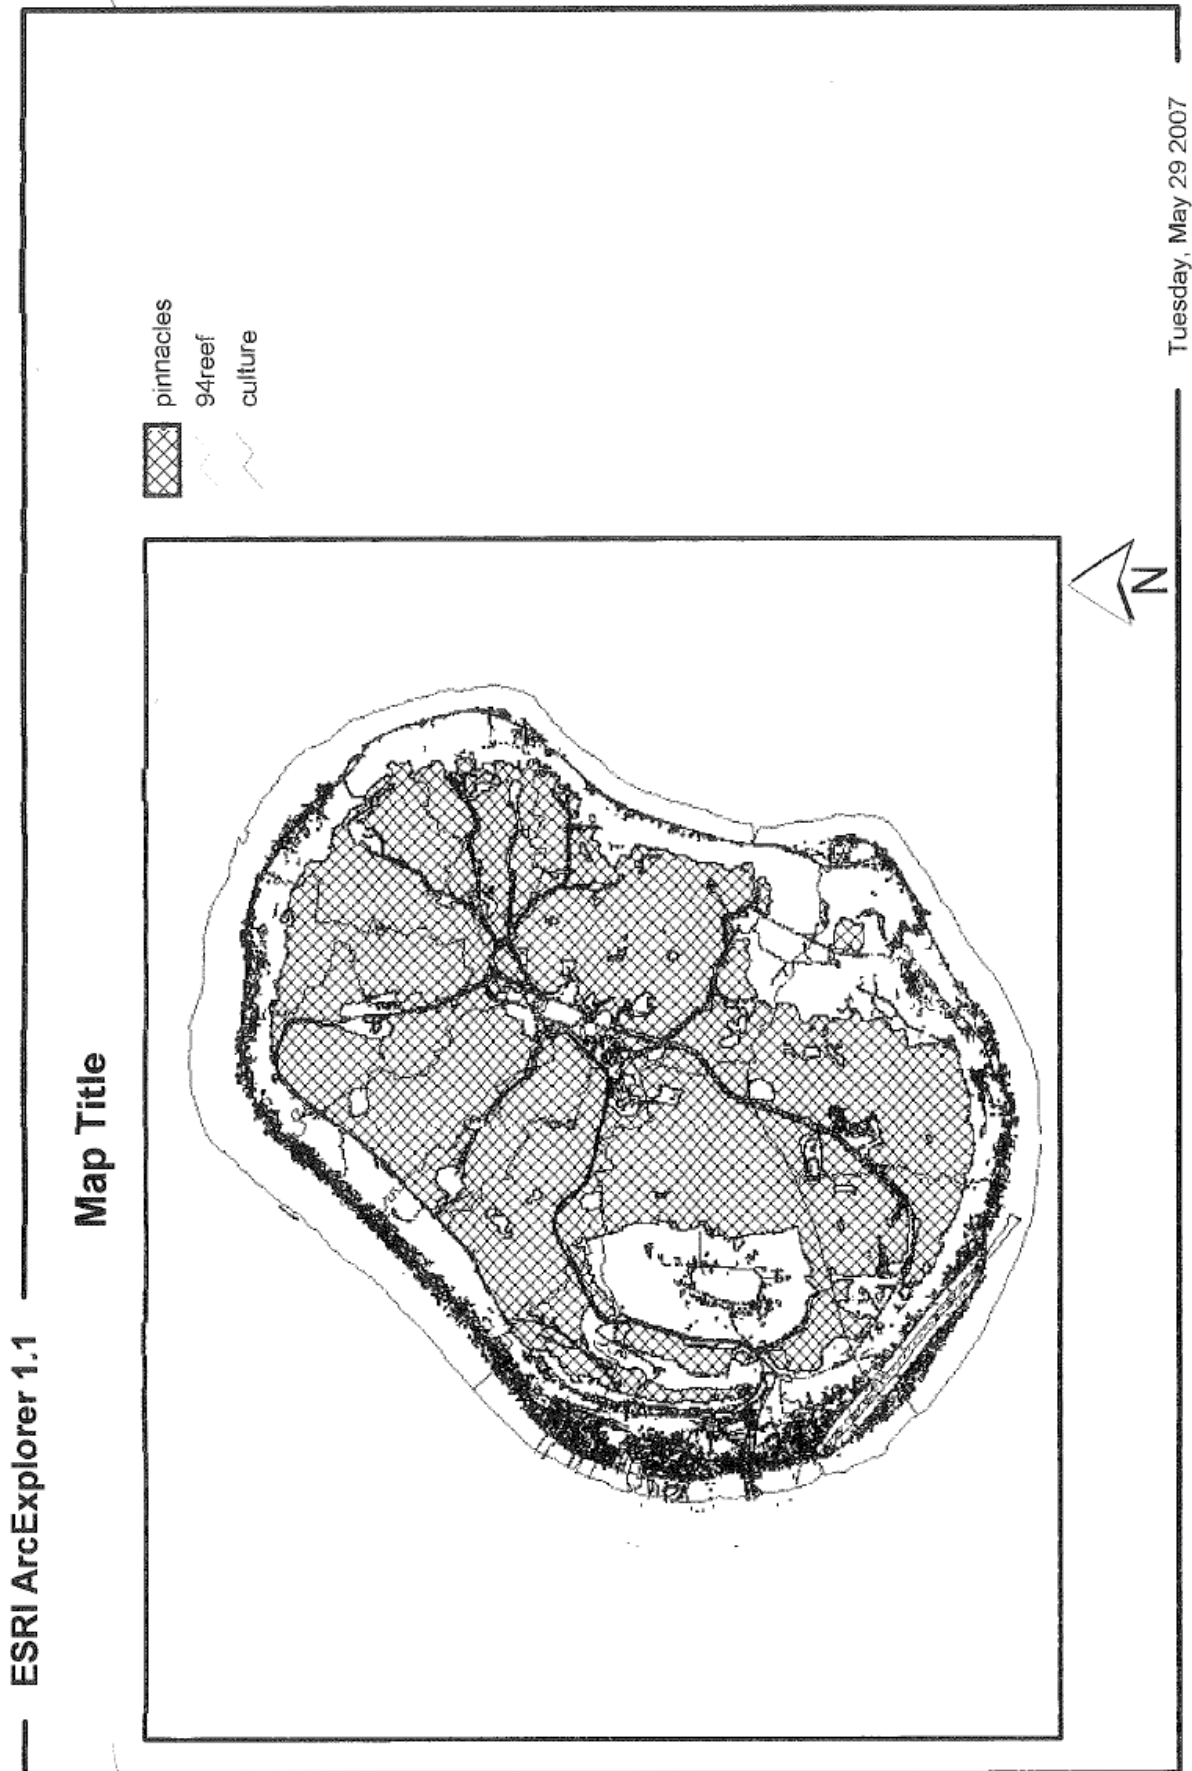 ESRI ArcExplorer 1.1
Map Title
pinnacles
94reef
culture
N
Tuesday, May 29 2007